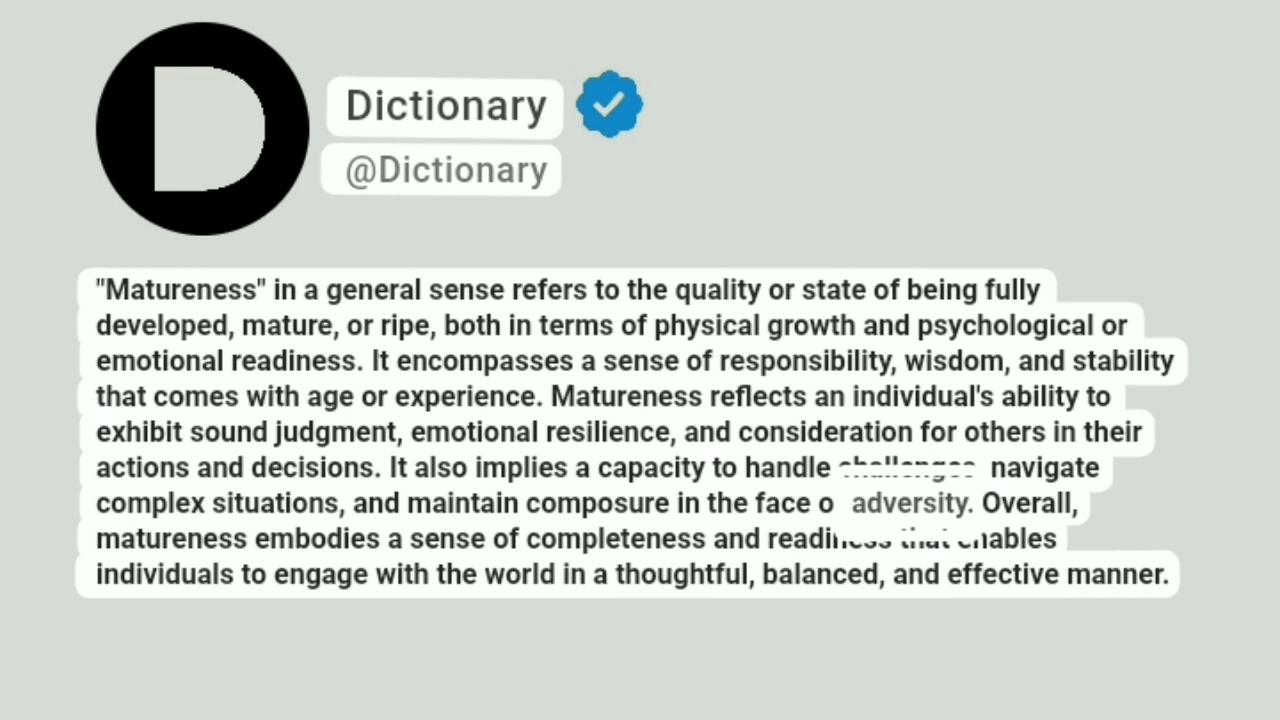 D
Dictionary
@Dictionary
"Matureness" in a general sense refers to the quality or state of being fully
developed, mature, or ripe, both in terms of physical growth and psychological or
emotional readiness. It encompasses a sense of responsibility, wisdom, and stability
that comes with age or experience. Matureness reflects an individual's ability to
exhibit sound judgment, emotional resilience, and consideration for others in their
actions and decisions. It also implies a capacity to handle challenges navigate
complex situations, and maintain composure in the face o adversity. Overall,
matureness embodies a sense of completeness and readiness that enables
individuals to engage with the world in a thoughtful, balanced, and effective manner.